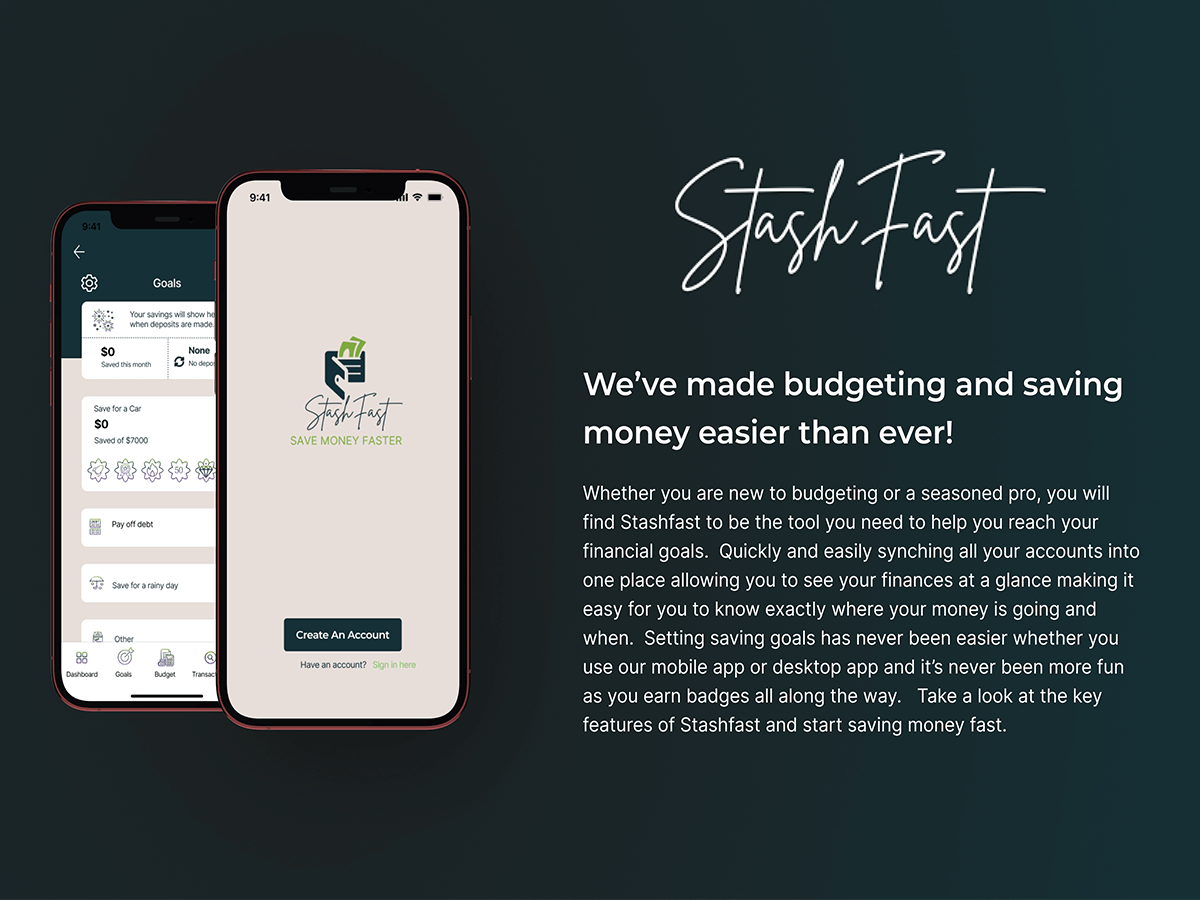 9:41
Goals
Your savings will show he
when deposits are made.
$0
Saved this month
None
No depos
Save for a Car
$0
Saved of $7000
50
Pay off debt
Save for a rainy day
Other
Dashboard
Goals
Budget
Transac
9:41
StashFast
SAVE MONEY FASTER
Create An Account
Have an account? Sign in here
StashFast
We’ve made budgeting and saving
money easier than ever!
Whether you are new to budgeting or a seasoned pro, you will
find Stashfast to be the tool you need to help you reach your
financial goals.  Quickly and easily synching all your accounts into
one place allowing you to see your finances at a glance making it
easy for you to know exactly where your money is going and
when.  Setting saving goals has never been easier whether you
use our mobile app or desktop app and it’s never been more fun
as you earn badges all along the way.   Take a look at the key
features of Stashfast and start saving money fast.